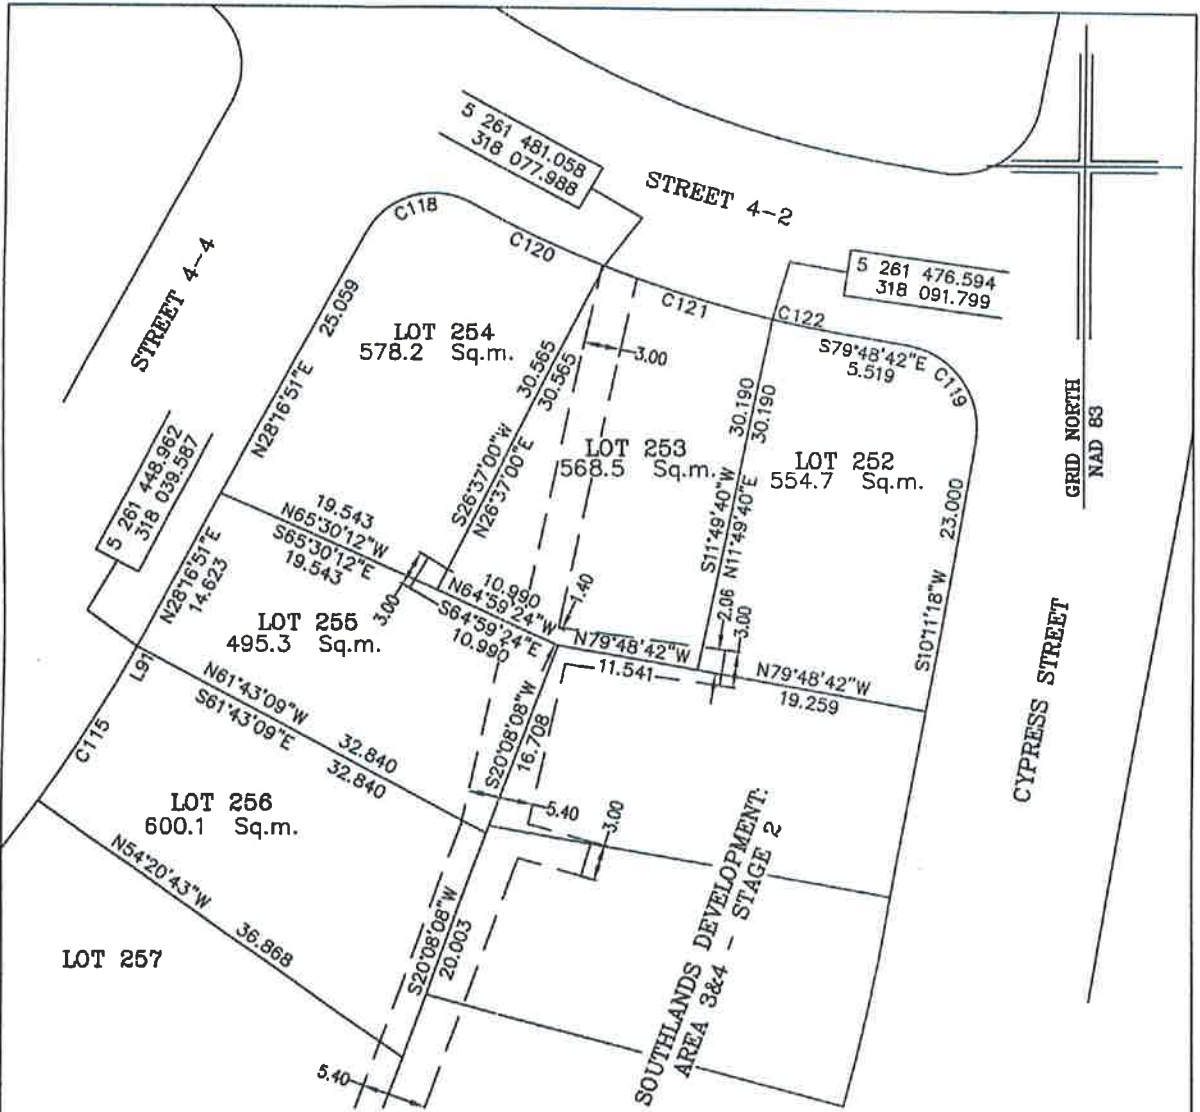 5 261 481.058
318 077.988
STREET 4-2
C118
C120
5 261 476.594
318 091.799
STREET 4-4
C121
C122
25.059
LOT 254
578.2 Sq.m.
3.00
S79°48'42"E
5.519
C119
30.565
30.565
30.190
30.190
GRID NORTH
NAD 83
N28°16'51"E
LOT 253
568.5 Sq.m.
LOT 252
554.7 Sq.m.
5 261 448.962
318 039.587
S26°37'00"W
N26°37'00"E
S11°49'40"W
N11°49'40"E
23.000
19.543
N65°30'12"W
S65°30'12"E
19.543
N28°16'51"E
14.623
10.990
N64°59'24"W
S64°59'24"E
10.990
1.40
2.06
3.00
3.00
LOT 255
495.3 Sq.m.
N79°48'42"W
11.541
N79°48'42"W
19.259
S10°11'18"W
CYPRESS STREET
L91
N61°43'09"W
S61°43'09"E
32.840
32.840
S20°08'08"W
16.708
C115
LOT 256
600.1 Sq.m.
5.40
3.00
N54°20'43"W
36.868
LOT 257
S20°08'08"W
20.003
SOUTHLANDS DEVELOPMENT:
AREA 3&4 - STAGE 2
5.40